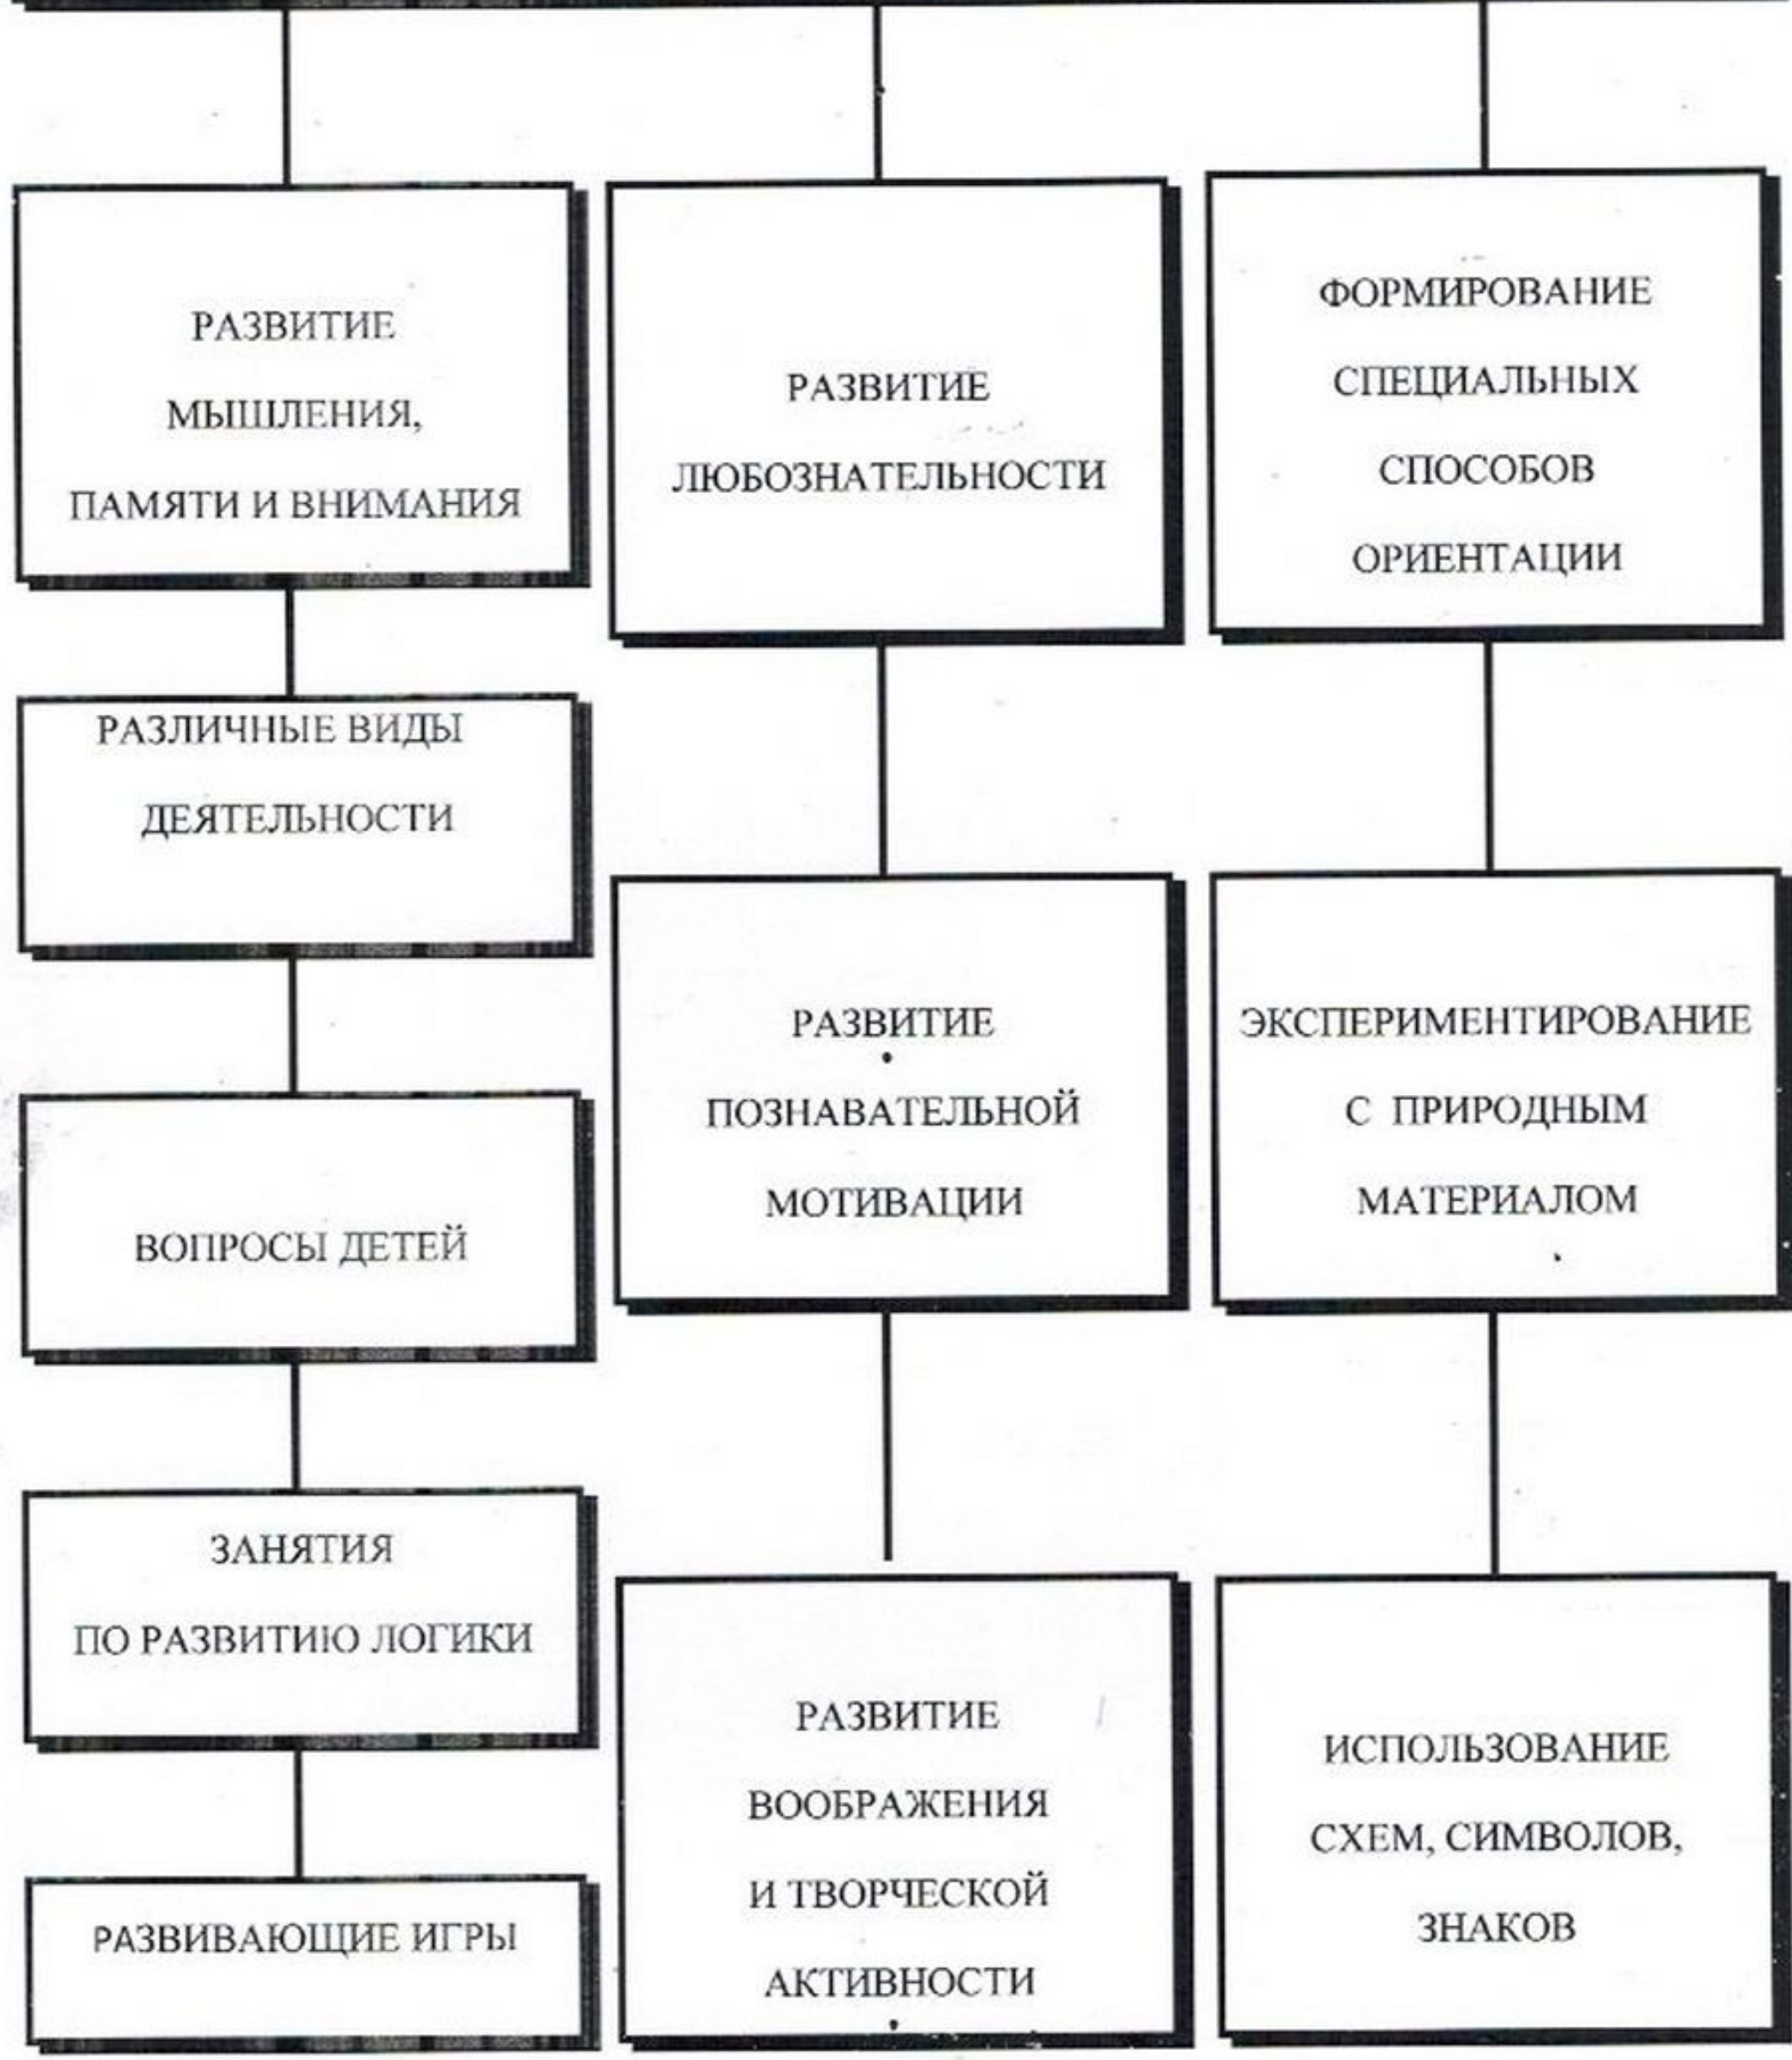 РАЗВИТИЕ
МЫШЛЕНИЯ,
ПАМЯТИ И ВНИМАНИЯ
РАЗЛИЧНЫЕ ВИДЫ
ДЕЯТЕЛЬНОСТИ
ВОПРОСЫ ДЕТЕЙ
ЗАНЯТИЯ
ПО РАЗВИТИЮ ЛОГИКИ
РАЗВИВАЮЩИЕ ИГРЫ
РАЗВИТИЕ
ЛЮБОЗНАТЕЛЬНОСТИ
РАЗВИТИЕ
ПОЗНАВАТЕЛЬНОЙ
МОТИВАЦИИ
РАЗВИТИЕ
ВООБРАЖЕНИЯ
И ТВОРЧЕСКОЙ
АКТИВНОСТИ
ФОРМИРОВАНИЕ
СПЕЦИАЛЬНЫХ
СПОСОБОВ
ОРИЕНТАЦИИ
ЭКСПЕРИМЕНТИРОВАНИЕ
С ПРИРОДНЫМ
МАТЕРИАЛОМ
ИСПОЛЬЗОВАНИЕ
СХЕМ, СИМВОЛОВ,
ЗНАКОВ